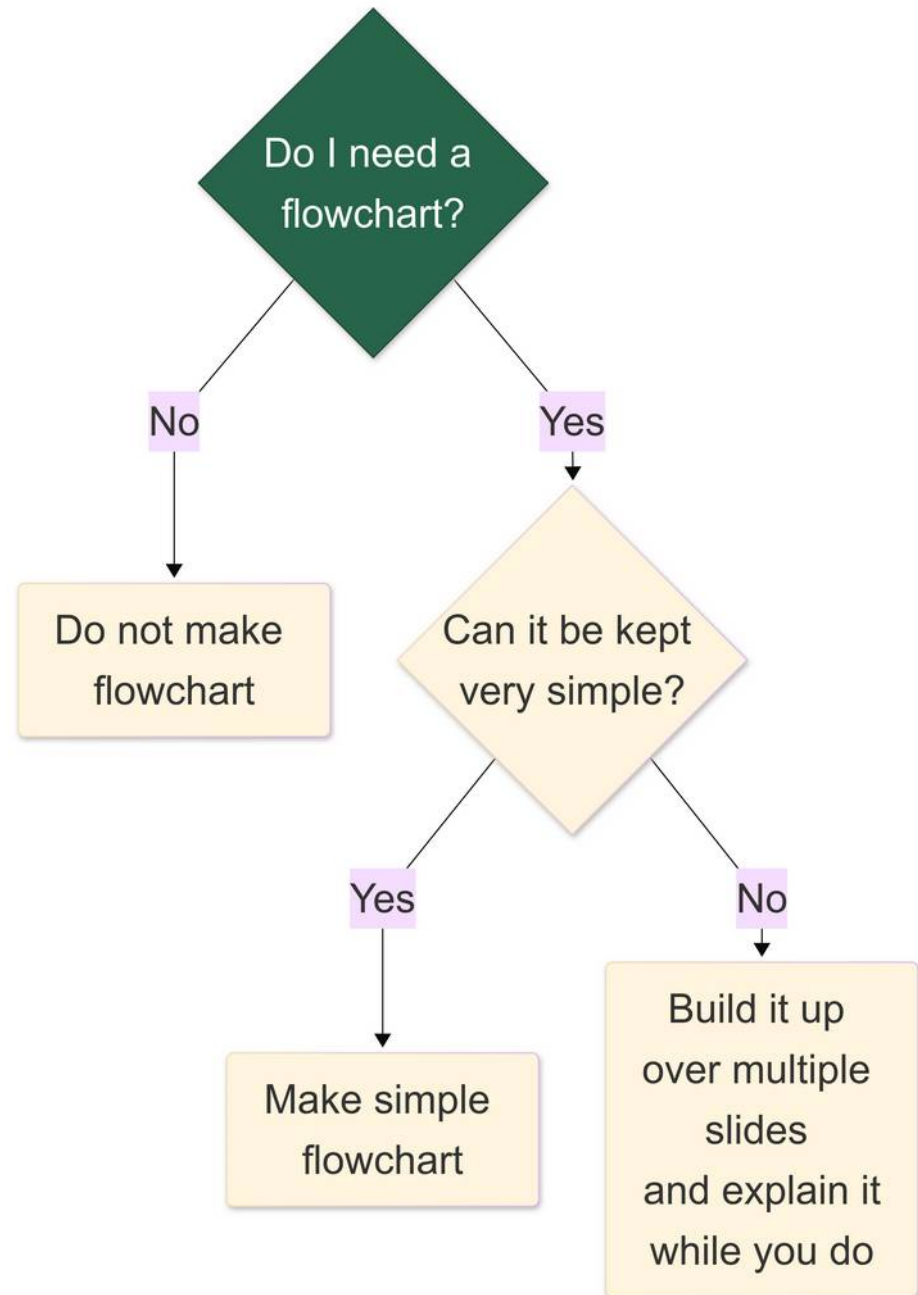 Do I need a
flowchart?
No
Yes
Do not make
flowchart
Can it be kept
very simple?
Yes
No
Make simple
flowchart
Build it up
over multiple
slides
and explain it
while you do